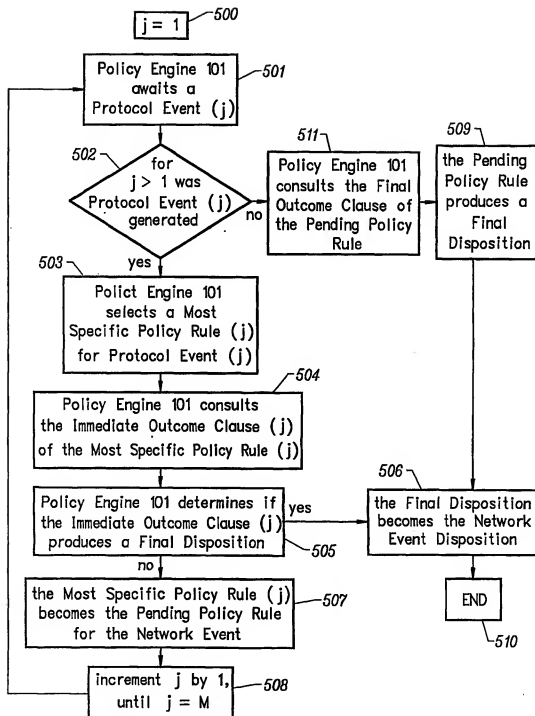 j = 1
500
Policy Engine 101
awaits a
Protocol Event (j)
501
502
for
j > 1 was
Protocol Event (j)
generated
no
yes
511
Policy Engine 101
consults the Final
Outcome Clause of
the Pending Policy
Rule
509
the Pending
Policy Rule
produces a
Final
Disposition
503
Polict Engine 101
selects a Most
Specific Policy Rule (j)
for Protocol Event (j)
504
Policy Engine 101 consults
the Immediate Outcome Clause (j)
of the Most Specific Policy Rule (j)
Policy Engine 101 determines if
the Immediate Outcome Clause (j)
produces a Final Disposition
505
yes
no
506
the Final Disposition
becomes the Network
Event Disposition
the Most Specific Policy Rule (j)
becomes the Pending Policy Rule
for the Network Event
507
END
510
increment j by 1,
until j = M
508